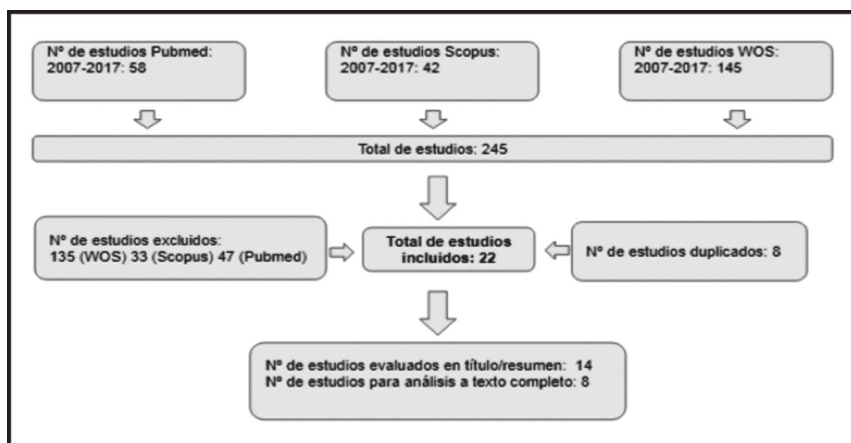 Nº de estudios Pubmed:
2007-2017: 58
Nº de estudios Scopus:
2007-2017: 42
Nº de estudios WOS:
2007-2017: 145
Total de estudios: 245
Nº de estudios excluidos:
135 (WOS) 33 (Scopus) 47 (Pubmed)
Total de estudios
incluidos: 22
Nº de estudios duplicados: 8
Nº de estudios evaluados en título/resumen: 14
Nº de estudios para análisis a texto completo: 8